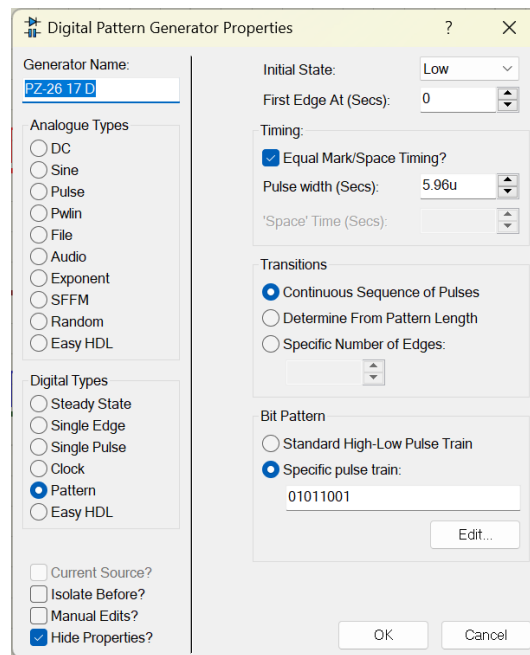 Digital Pattern Generator Properties ? ×
Generator Name:
PZ-26 17 D
Analogue Types
DC
Sine
Pulse
Pwlin
File
Audio
Exponent
SFFM
Random
Easy HDL
Digital Types
Steady State
Single Edge
Single Pulse
Clock
Pattern
Easy HDL
Current Source?
Isolate Before?
Manual Edits?
Hide Properties?
Initial State: Low
First Edge At (Secs): 0
Timing:
Equal Mark/Space Timing?
Pulse width (Secs): 5.96u
'Space' Time (Secs):
Transitions
Continuous Sequence of Pulses
Determine From Pattern Length
Specific Number of Edges:
Bit Pattern
Standard High-Low Pulse Train
Specific pulse train:
01011001
Edit...
OK Cancel